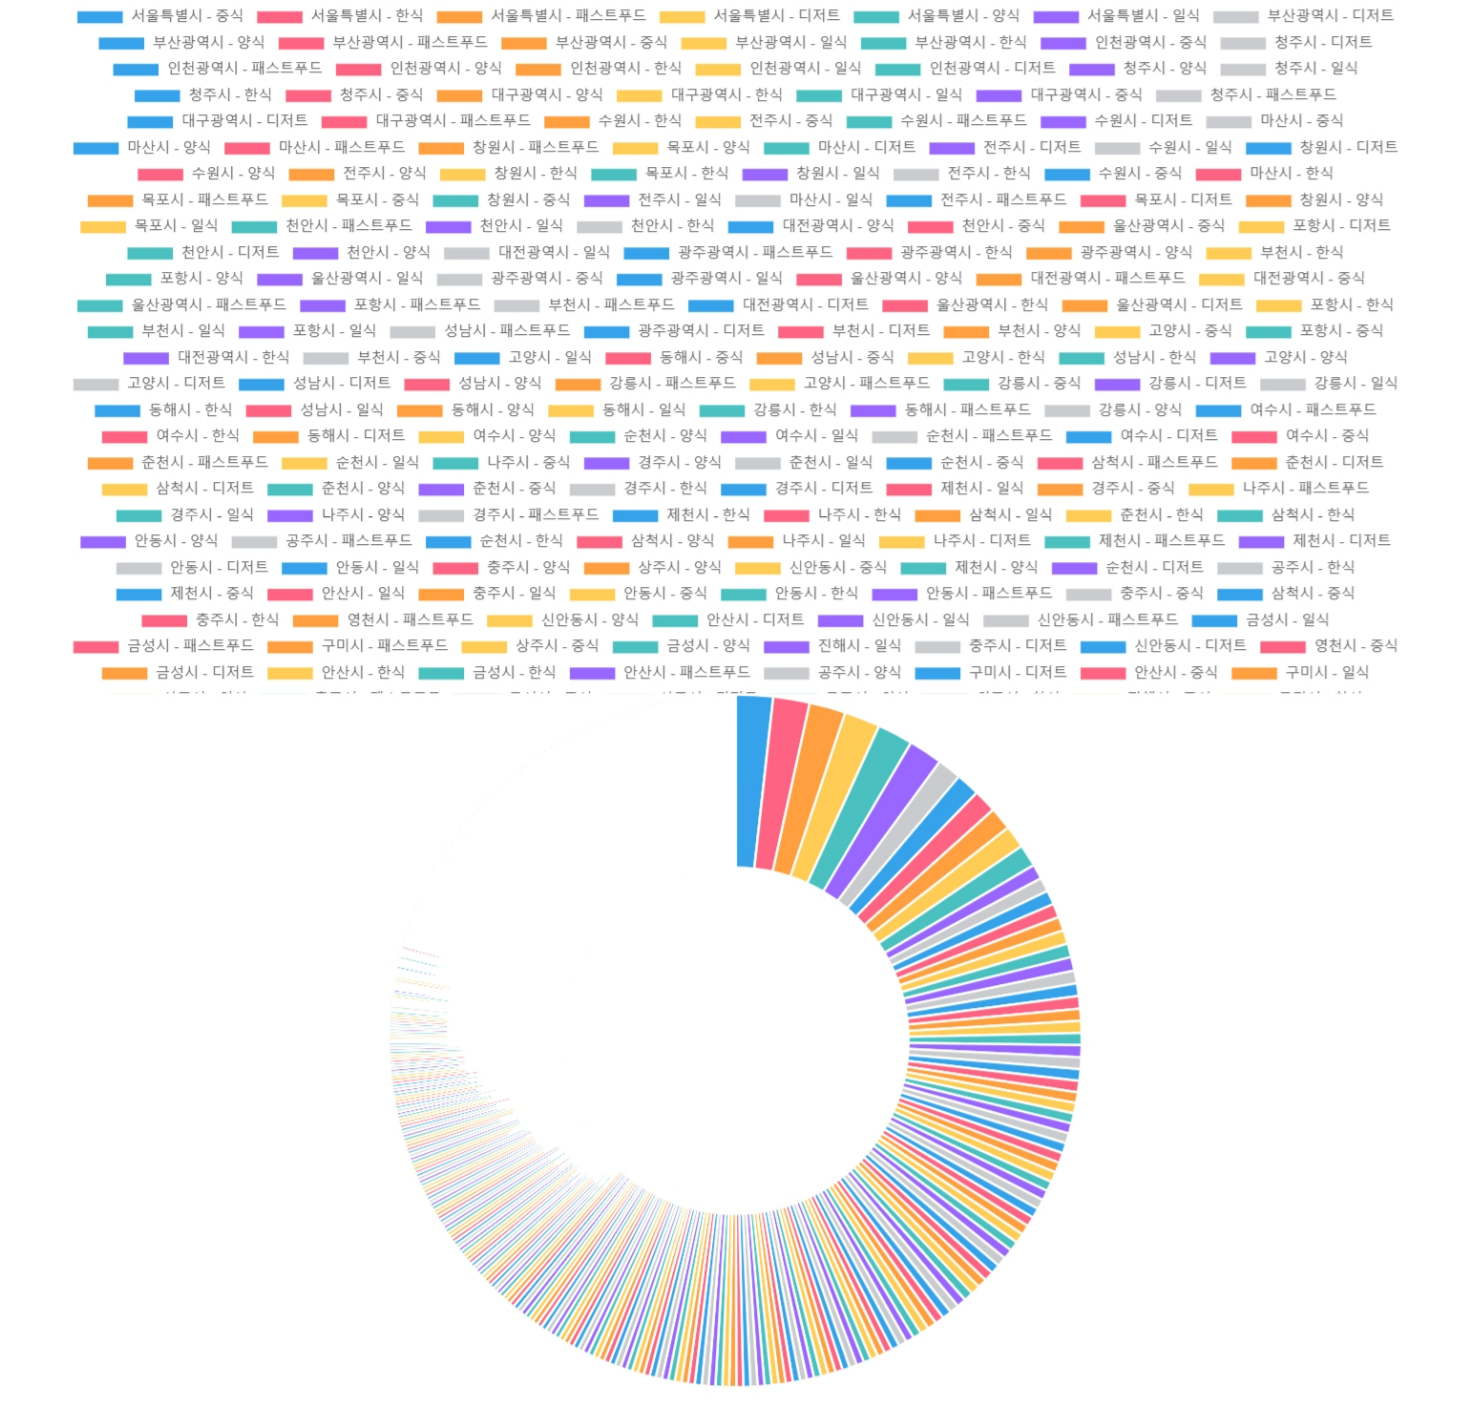 서울특별시 - 중식 서울특별시 - 한식 서울특별시 - 패스트푸드 서울특별시 - 디저트 서울특별시 - 양식 서울특별시 - 일식 부산광역시 - 디저트
부산광역시 - 양식 부산광역시 - 패스트푸드 부산광역시 - 중식 부산광역시 - 일식 부산광역시 - 한식 인천광역시 - 중식 청주시 - 디저트
인천광역시 - 패스트푸드 인천광역시 - 양식 인천광역시 - 한식 인천광역시 - 일식 인천광역시 - 디저트 청주시 - 양식 청주시 - 일식
청주시 - 한식 청주시 - 중식 대구광역시 - 양식 대구광역시 - 한식 대구광역시 - 일식 대구광역시 - 중식 청주시 - 패스트푸드
대구광역시 - 디저트 대구광역시 - 패스트푸드 수원시 - 한식 전주시 - 중식 수원시 - 패스트푸드 수원시 - 디저트 마산시 - 중식
마산시 - 양식 마산시 - 패스트푸드 창원시 - 패스트푸드 목포시 - 양식 마산시 - 디저트 전주시 - 디저트 수원시 - 일식 창원시 - 디저트
수원시 - 양식 전주시 - 양식 창원시 - 한식 목포시 - 한식 창원시 - 일식 전주시 - 한식 수원시 - 중식 마산시 - 한식
목포시 - 패스트푸드 목포시 - 중식 창원시 - 중식 전주시 - 일식 마산시 - 일식 전주시 - 패스트푸드 목포시 - 디저트 창원시 - 양식
목포시 - 일식 천안시 - 패스트푸드 천안시 - 일식 천안시 - 한식 대전광역시 - 양식 천안시 - 중식 울산광역시 - 중식 포항시 - 디저트
천안시 - 디저트 천안시 - 양식 대전광역시 - 일식 광주광역시 - 패스트푸드 광주광역시 - 한식 광주광역시 - 양식 부천시 - 한식
포항시 - 양식 울산광역시 - 일식 광주광역시 - 중식 광주광역시 - 일식 울산광역시 - 양식 대전광역시 - 패스트푸드 대전광역시 - 중식
울산광역시 - 패스트푸드 포항시 - 패스트푸드 부천시 - 패스트푸드 대전광역시 - 디저트 울산광역시 - 한식 울산광역시 - 디저트 포항시 - 한식
부천시 - 일식 포항시 - 일식 성남시 - 패스트푸드 광주광역시 - 디저트 부천시 - 디저트 부천시 - 양식 고양시 - 중식 포항시 - 중식
대전광역시 - 한식 부천시 - 중식 고양시 - 일식 동해시 - 중식 성남시 - 중식 고양시 - 한식 성남시 - 한식 고양시 - 양식
고양시 - 디저트 성남시 - 디저트 성남시 - 양식 강릉시 - 패스트푸드 고양시 - 패스트푸드 강릉시 - 중식 강릉시 - 디저트 강릉시 - 일식
동해시 - 한식 성남시 - 일식 동해시 - 양식 동해시 - 일식 강릉시 - 한식 동해시 - 패스트푸드 강릉시 - 양식 여수시 - 패스트푸드
여수시 - 한식 동해시 - 디저트 여수시 - 양식 순천시 - 양식 여수시 - 일식 순천시 - 패스트푸드 여수시 - 디저트 여수시 - 중식
춘천시 - 패스트푸드 순천시 - 일식 나주시 - 중식 경주시 - 양식 춘천시 - 일식 순천시 - 중식 삼척시 - 패스트푸드 춘천시 - 디저트
삼척시 - 디저트 춘천시 - 양식 춘천시 - 중식 경주시 - 한식 경주시 - 디저트 제천시 - 일식 경주시 - 중식 나주시 - 패스트푸드
경주시 - 일식 나주시 - 양식 경주시 - 패스트푸드 제천시 - 한식 나주시 - 한식 삼척시 - 일식 춘천시 - 한식 삼척시 - 한식
안동시 - 양식 공주시 - 패스트푸드 순천시 - 한식 삼척시 - 양식 나주시 - 일식 나주시 - 디저트 제천시 - 패스트푸드 제천시 - 디저트
안동시 - 디저트 안동시 - 일식 충주시 - 양식 상주시 - 양식 신안동시 - 중식 제천시 - 양식 순천시 - 디저트 공주시 - 한식
제천시 - 중식 안산시 - 일식 충주시 - 일식 안동시 - 중식 안동시 - 한식 안동시 - 패스트푸드 충주시 - 중식 삼척시 - 중식
충주시 - 한식 영천시 - 패스트푸드 신안동시 - 양식 안산시 - 디저트 신안동시 - 일식 신안동시 - 패스트푸드 금성시 - 일식
금성시 - 패스트푸드 구미시 - 패스트푸드 상주시 - 중식 금성시 - 양식 진해시 - 일식 충주시 - 디저트 신안동시 - 디저트 영천시 - 중식
금성시 - 디저트 안산시 - 한식 금성시 - 한식 안산시 - 패스트푸드 공주시 - 양식 구미시 - 디저트 안산시 - 중식 구미시 - 일식